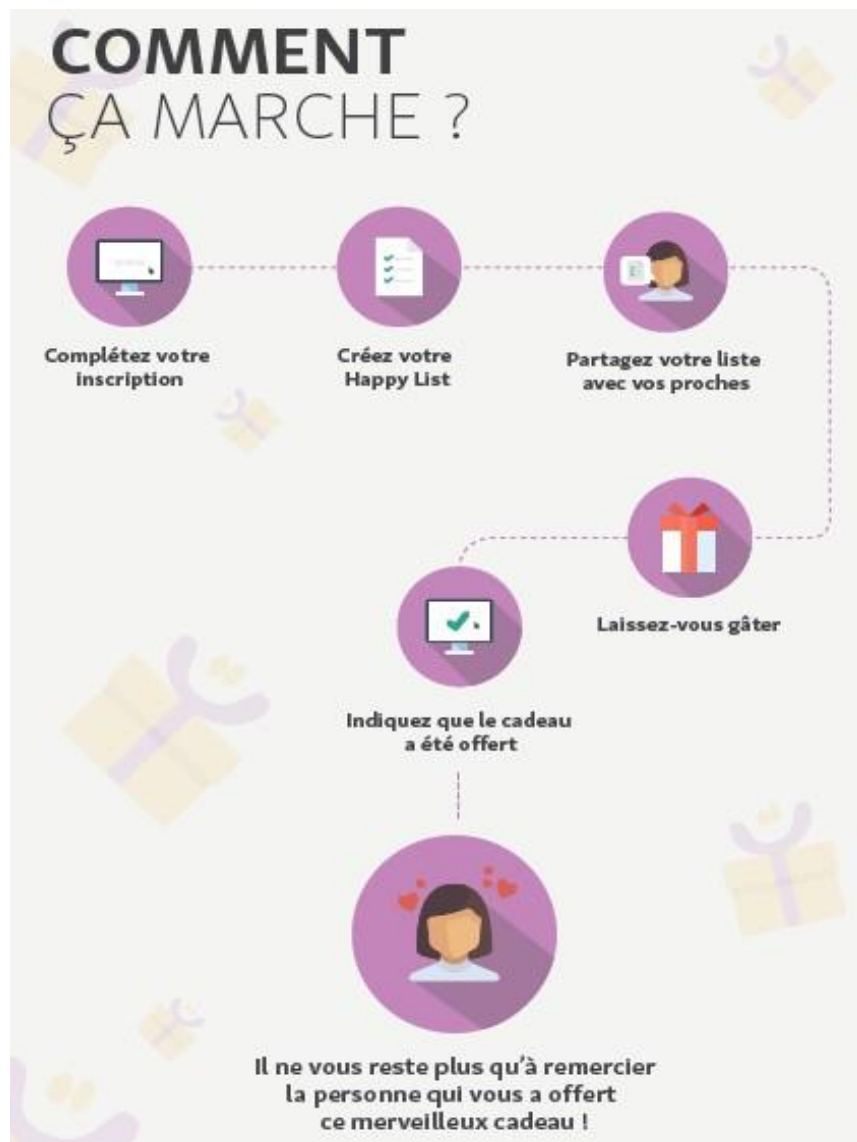 COMMENT
ÇA MARCHE ?
Complétez votre
inscription
Créez votre
Happy List
Partagez votre liste
avec vos proches
Laissez-vous gâter
Indiquez que le cadeau
a été offert
Il ne vous reste plus qu'à remercier
la personne qui vous a offert
ce merveilleux cadeau !